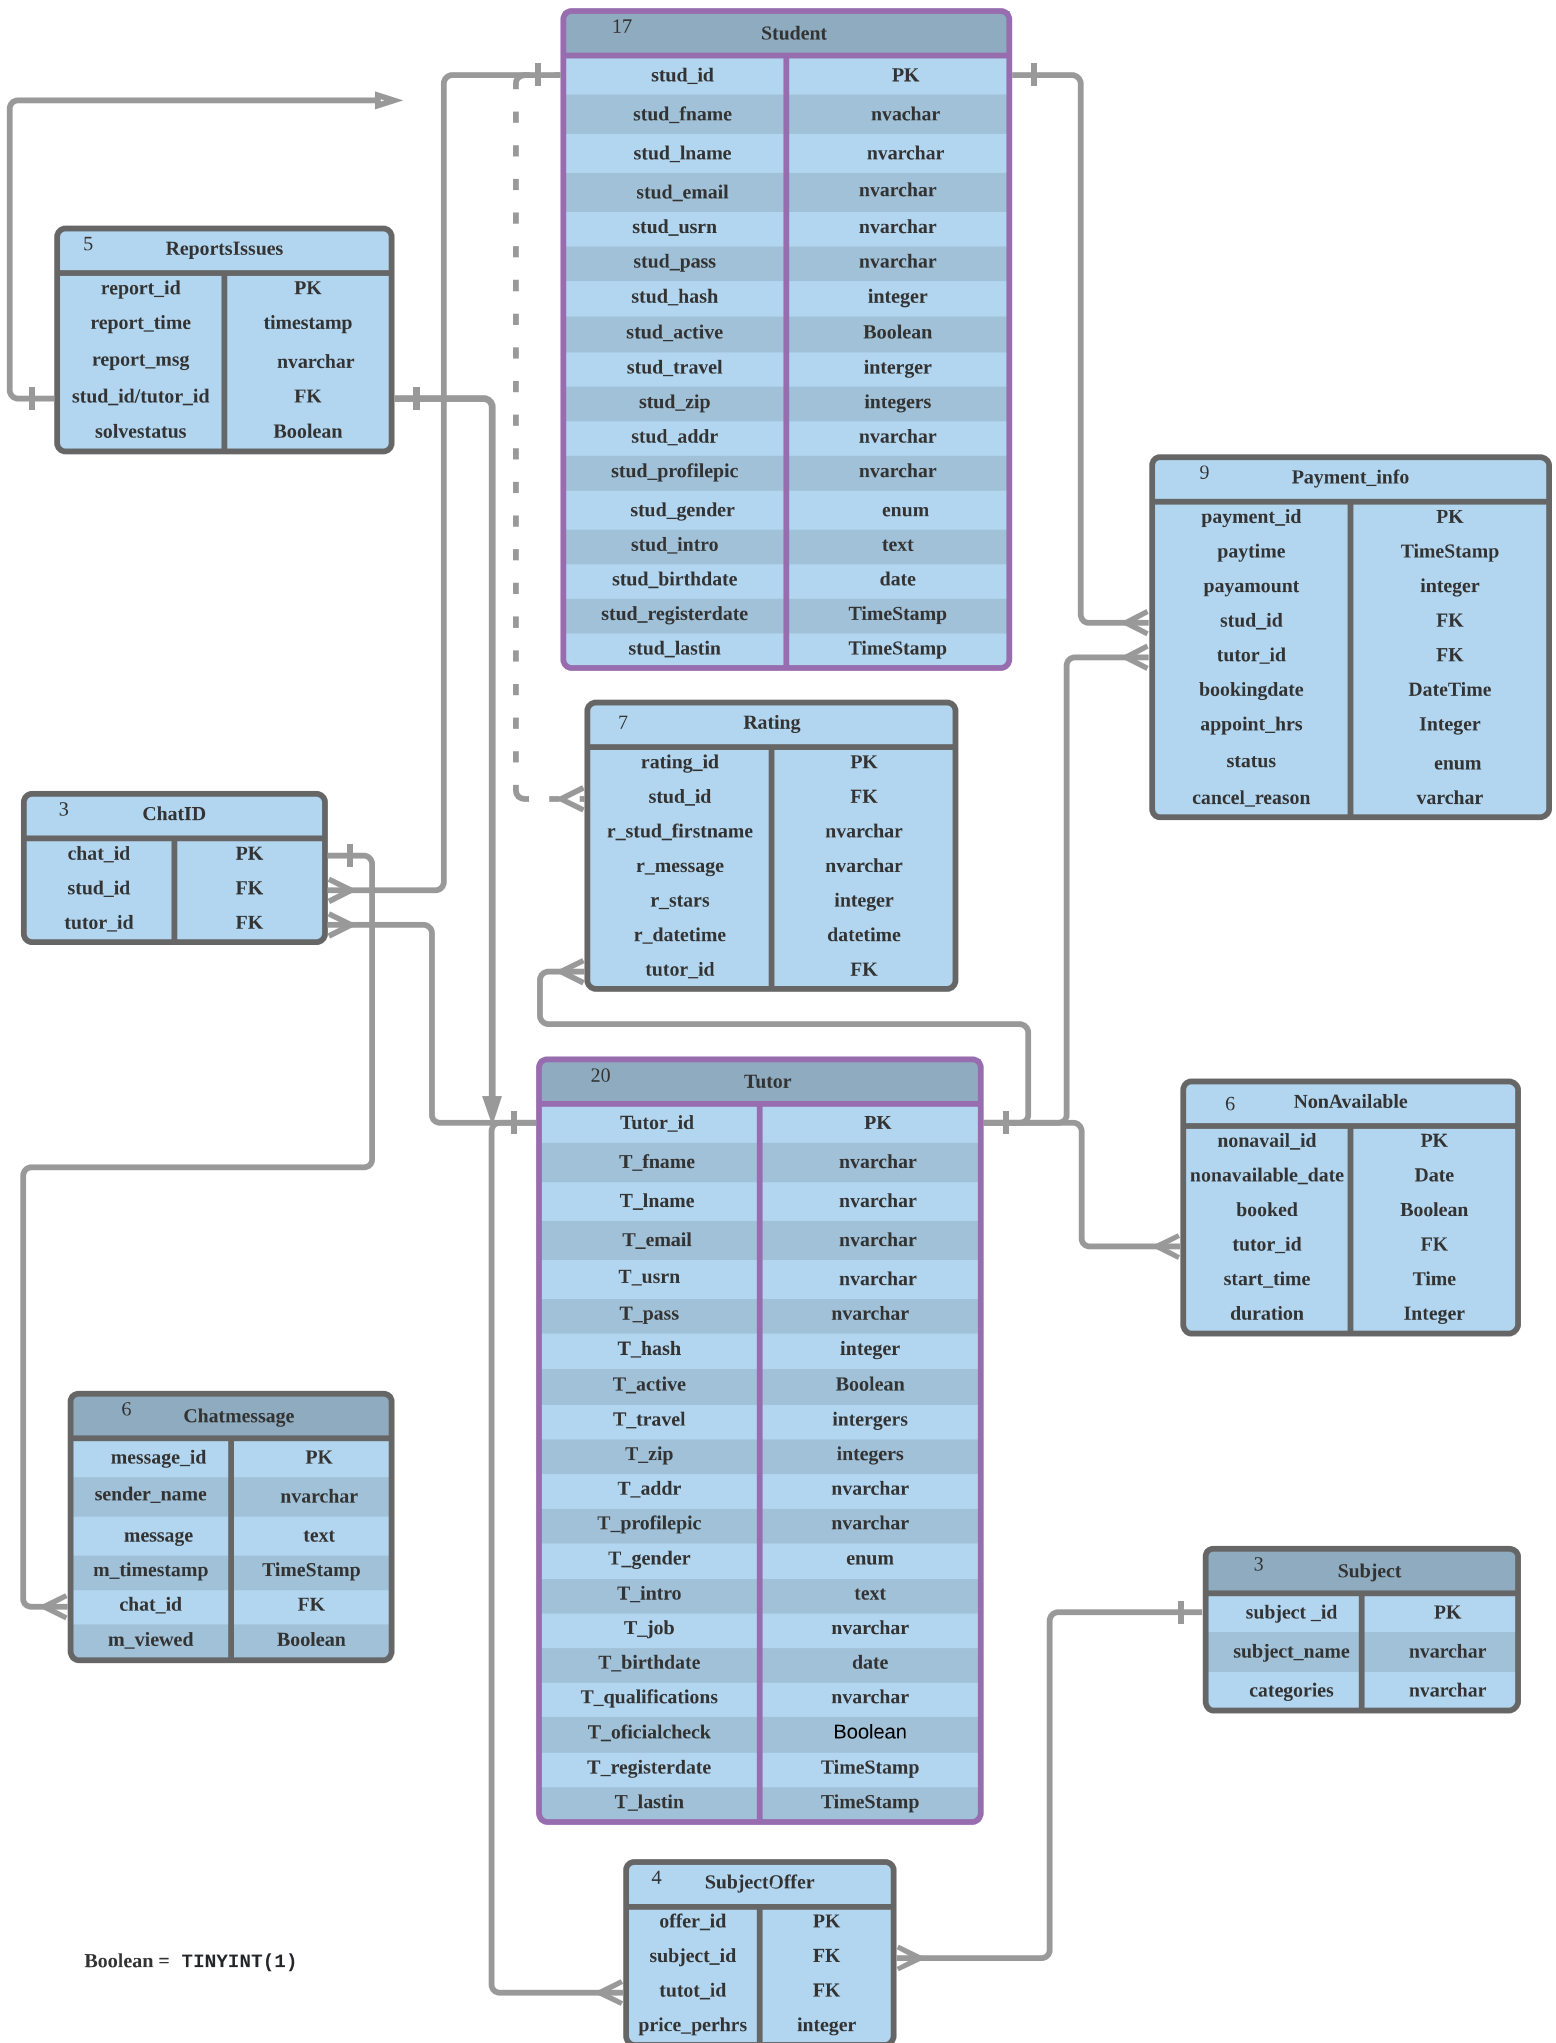 17 Student
stud_id PK
stud_fname nvachar
stud_lname nvarchar
stud_email nvarchar
stud_usrn nvarchar
stud_pass nvarchar
stud_hash integer
stud_active Boolean
stud_travel interger
stud_zip integers
stud_addr nvarchar
stud_profilepic nvarchar
stud_gender enum
stud_intro text
stud_birthdate date
stud_registerdate TimeStamp
stud_lastin TimeStamp
5 ReportsIssues
report_id PK
report_time timestamp
report_msg nvarchar
stud_id/tutor_id FK
solvestatus Boolean
9 Payment_info
payment_id PK
paytime TimeStamp
payamount integer
stud_id FK
tutor_id FK
bookingdate DateTime
appoint_hrs Integer
status enum
cancel_reason varchar
7 Rating
rating_id PK
stud_id FK
r_stud_firstname nvarchar
r_message nvarchar
r_stars integer
r_datetime datetime
tutor_id FK
3 ChatID
chat_id PK
stud_id FK
tutor_id FK
20 Tutor
Tutor_id PK
T_fname nvarchar
T_lname nvarchar
T_email nvarchar
T_usrn nvarchar
T_pass nvarchar
T_hash integer
T_active Boolean
T_travel intergers
T_zip integers
T_addr nvarchar
T_profilepic nvarchar
T_gender enum
T_intro text
T_job nvarchar
T_birthdate date
T_qualifications nvarchar
T_oficialcheck Boolean
T_registerdate TimeStamp
T_lastin TimeStamp
6 NonAvailable
nonavail_id PK
nonavailable_date Date
booked Boolean
tutor_id FK
start_time Time
duration Integer
6 Chatmessage
message_id PK
sender_name nvarchar
message text
m_timestamp TimeStamp
chat_id FK
m_viewed Boolean
3 Subject
subject _id PK
subject_name nvarchar
categories nvarchar
4 SubjectOffer
offer_id PK
subject_id FK
tutot_id FK
price_perhrs integer
Boolean = TINYINT(1)